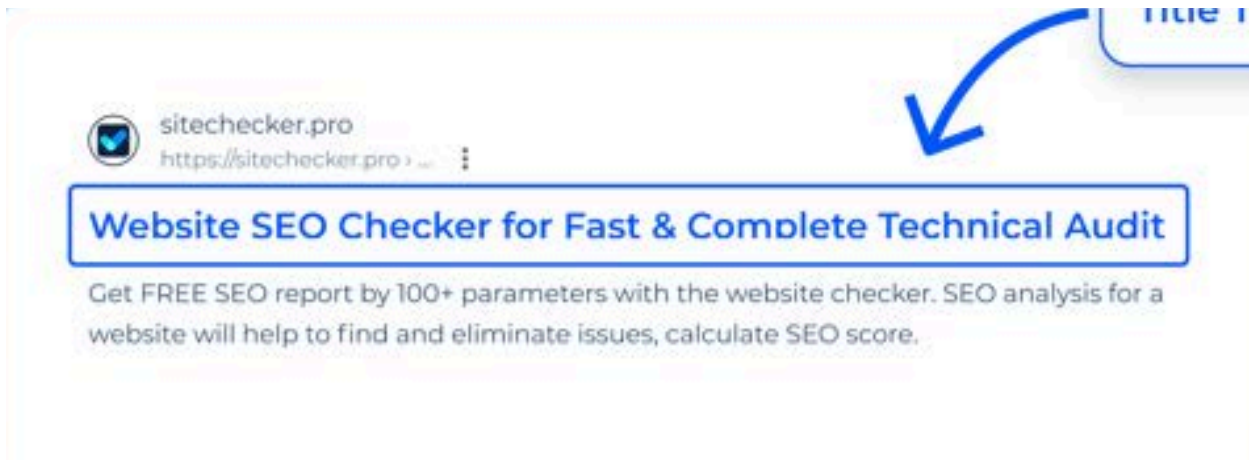 Title
sitechecker.pro
https://sitechecker.pro › ...
Website SEO Checker for Fast & Complete Technical Audit
Get FREE SEO report by 100+ parameters with the website checker. SEO analysis for a
website will help to find and eliminate issues, calculate SEO score.